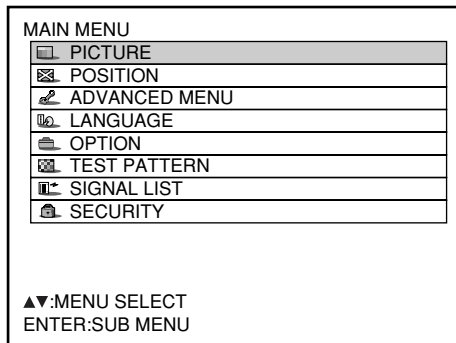 MAIN MENU
PICTURE
POSITION
ADVANCED MENU
LANGUAGE
OPTION
TEST PATTERN
SIGNAL LIST
SECURITY
▲▼:MENU SELECT
ENTER:SUB MENU